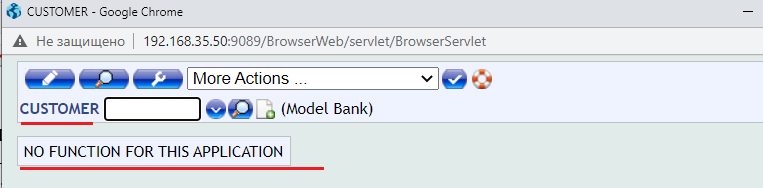 CUSTOMER - Google Chrome
Не защищено 192.168.35.50:9089/BrowserWeb/servlet/BrowserServlet
More Actions ...
CUSTOMER (Model Bank)
NO FUNCTION FOR THIS APPLICATION